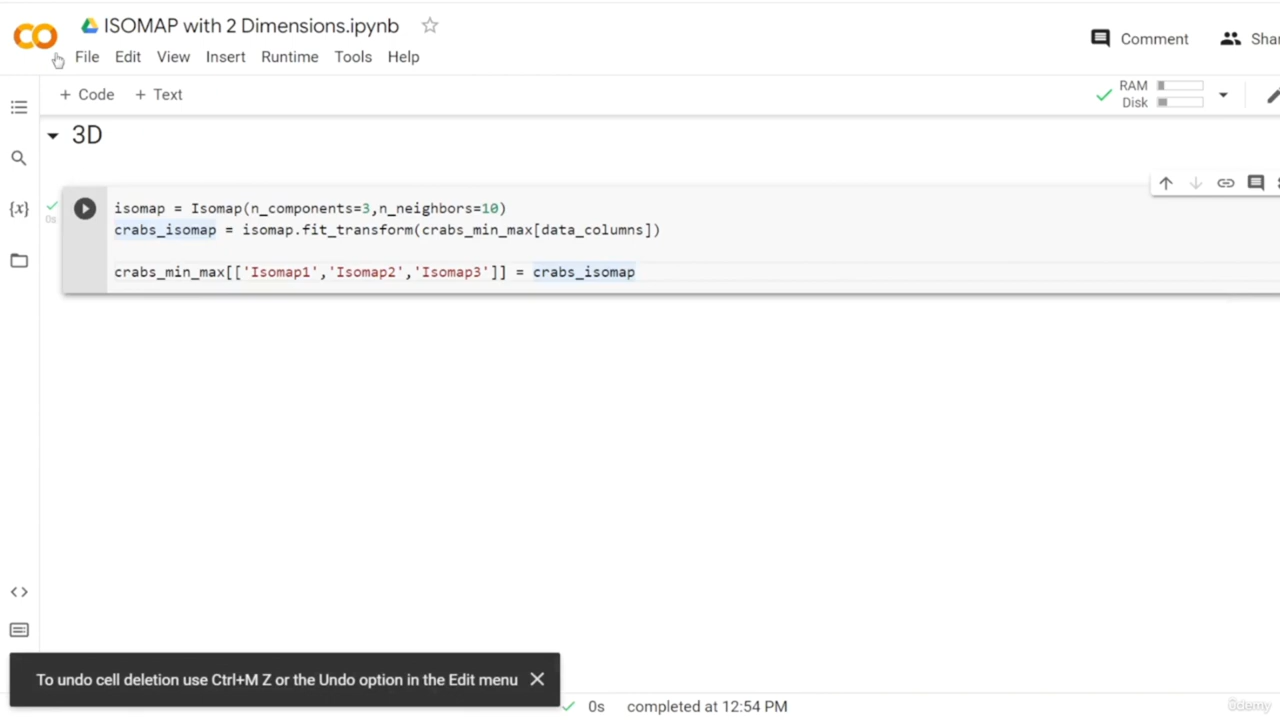 ISOMAP with 2 Dimensions.ipynb
File Edit View Insert Runtime Tools Help
Comment
+ Code + Text
RAM
Disk
3D
{x}
0s
isomap = Isomap(n_components=3,n_neighbors=10)
crabs_isomap = isomap.fit_transform(crabs_min_max[data_columns])
crabs_min_max[['Isomap1','Isomap2','Isomap3']] = crabs_isomap
To undo cell deletion use Ctrl+M Z or the Undo option in the Edit menu
0s completed at 12:54 PM
ûdemy